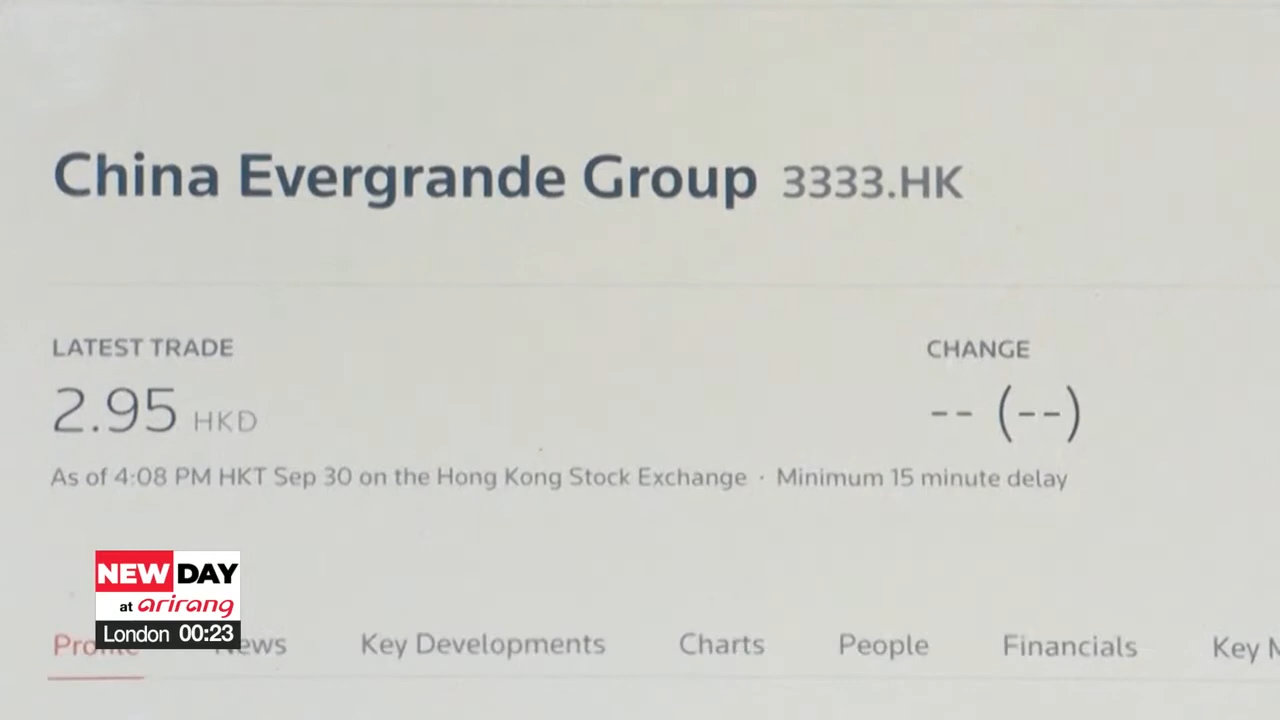 China Evergrande Group 3333.HK
LATEST TRADE
CHANGE
2.95 HKD
-- (--)
As of 4:08 PM HKT Sep 30 on the Hong Kong Stock Exchange · Minimum 15 minute delay
NEW DAY
at arirang
London 00:23
Key Developments Charts People Financials Key